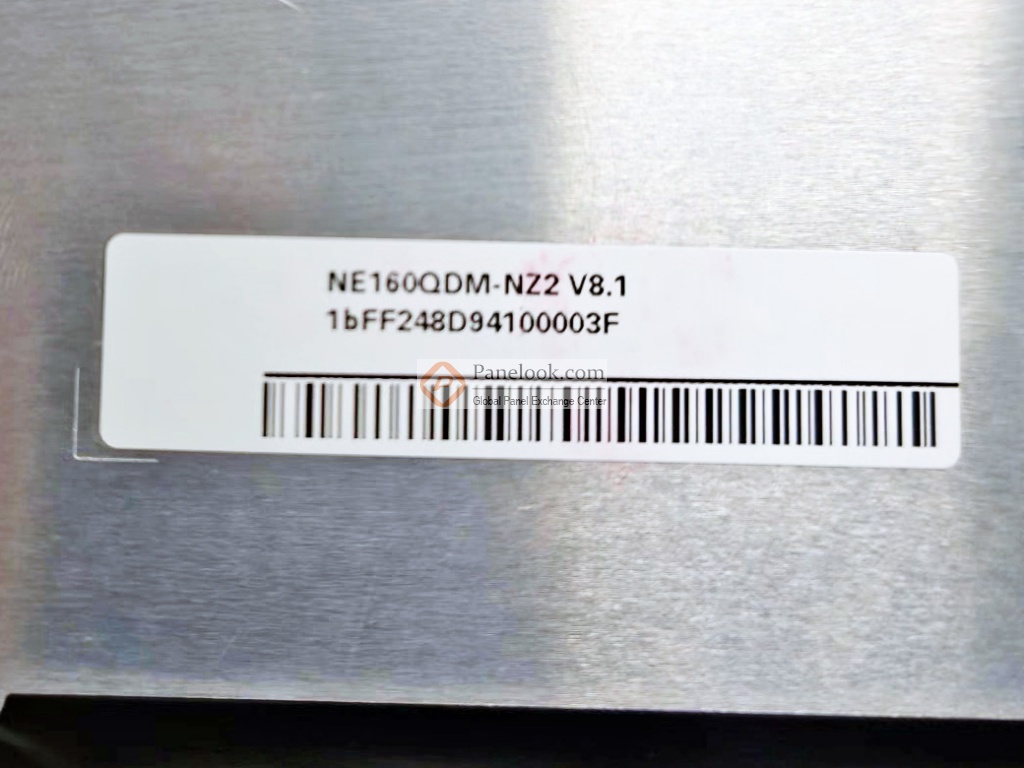 NE160QDM-NZ2 V8.1
1bFF248D94100003F
Panelook.com
Global Panel Exchange Center